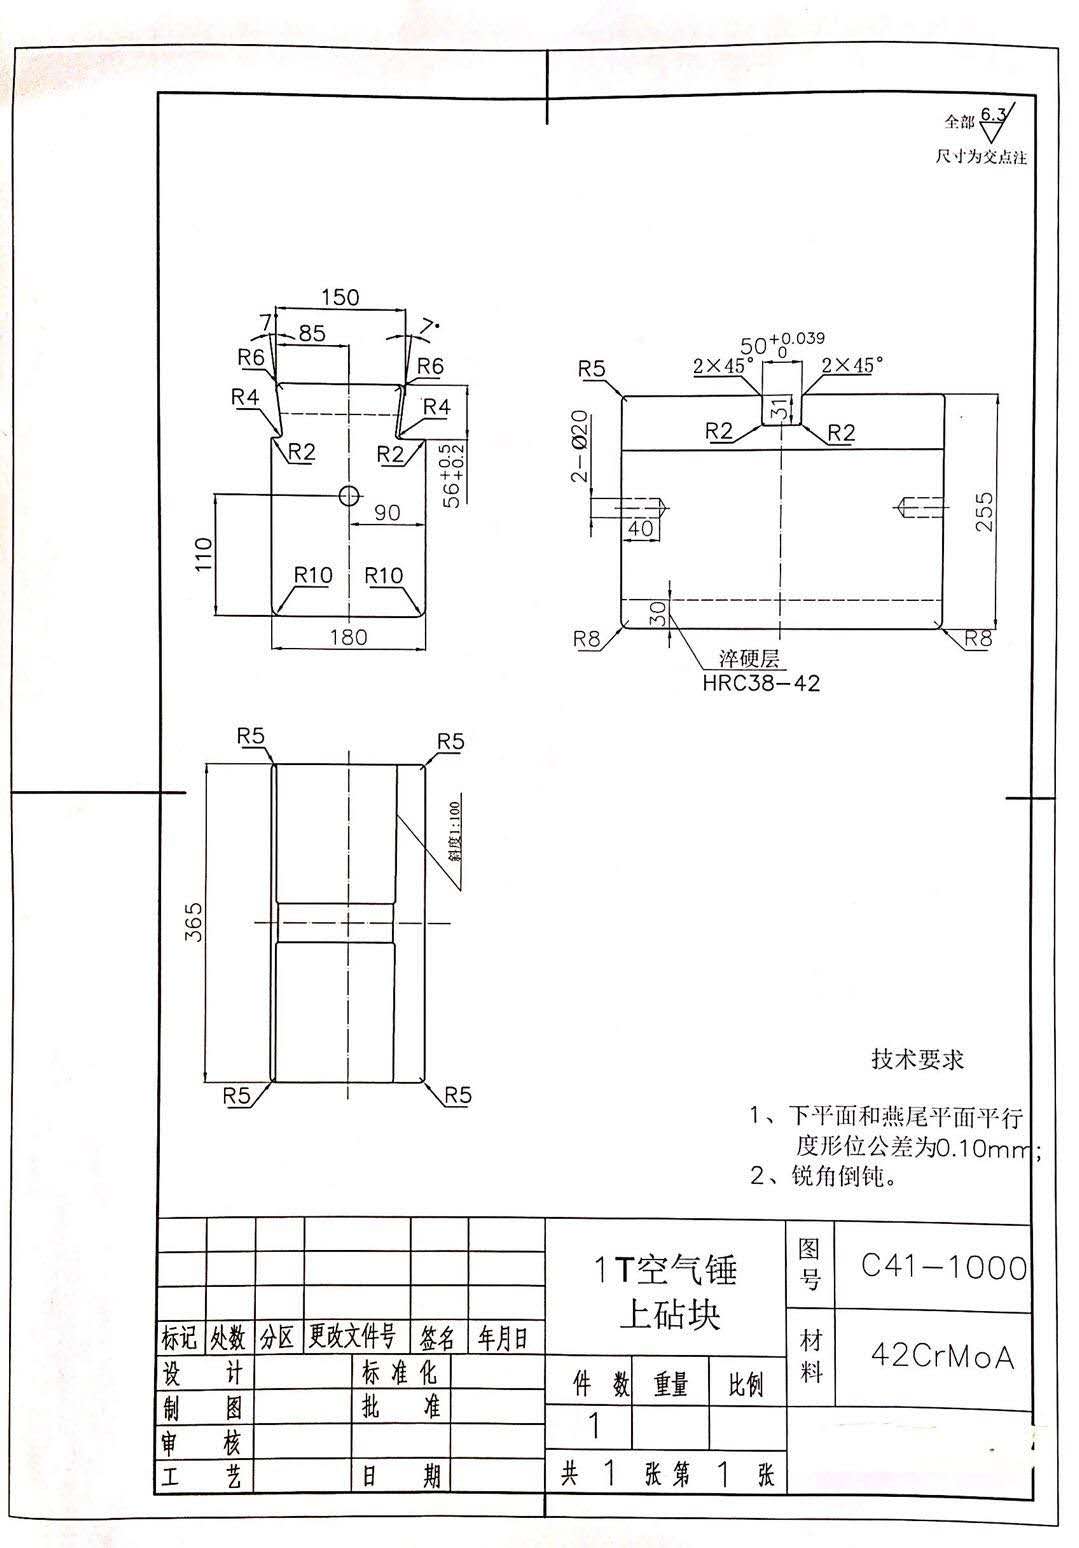 全部 6.3
尺寸为交点注
150
7°
85
7°
R6
R6
R4
R4
R2
R2
56+0.5
+0.2
90
110
R10
R10
180
50+0.039
0
2×45°
2×45°
R5
31
R2
R2
2-Ø20
40
255
30
R8
R8
淬硬层
HRC38-42
R5
R5
斜度1:100
365
R5
R5
技术要求
1、下平面和燕尾平面平行
度形位公差为0.10mm;
2、锐角倒钝。
标记 处数 分区 更改文件号 签名 年月日
设计 标准化
制图 批准
审核
工艺 日期
1T空气锤
上砧块
件数 重量 比例
1
共 1 张 第 1 张
图号 C41-1000
材料 42CrMoA